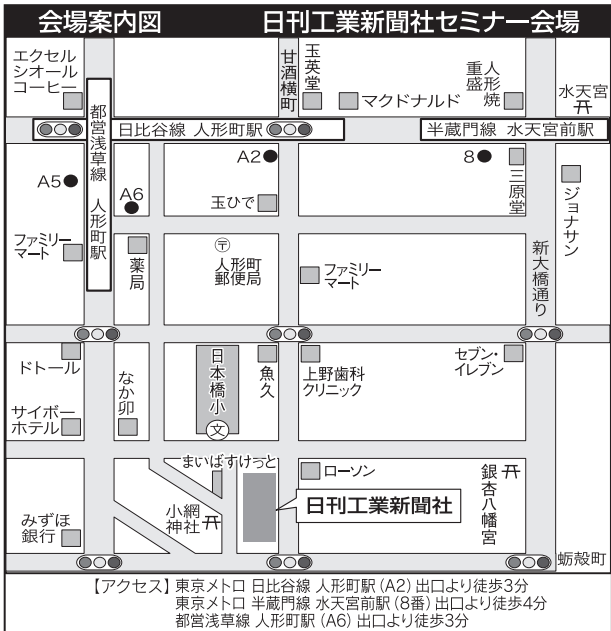 会場案内図 日刊工業新聞社セミナー会場
エクセル
シオール
コーヒー
甘酒横町
玉英堂
マクドナルド
人形焼
重盛
水天宮
都営浅草線 人形町駅
日比谷線 人形町駅
半蔵門線 水天宮前駅
A5
A6
A2
8
玉ひで
三原堂
ジョナサン
ファミリー
マート
薬局
〒
人形町
郵便局
ファミリー
マート
新大橋通り
ドトール
なか卯
日本橋小
文
魚久
上野歯科
クリニック
セブン・
イレブン
サイボー
ホテル
まいばすけっと
ローソン
銀杏八幡宮
みずほ
銀行
小網
神社
日刊工業新聞社
蛎殻町
【アクセス】東京メトロ 日比谷線 人形町駅(A2)出口より徒歩3分
東京メトロ 半蔵門線 水天宮前駅(8番)出口より徒歩4分
都営浅草線 人形町駅(A6)出口より徒歩3分